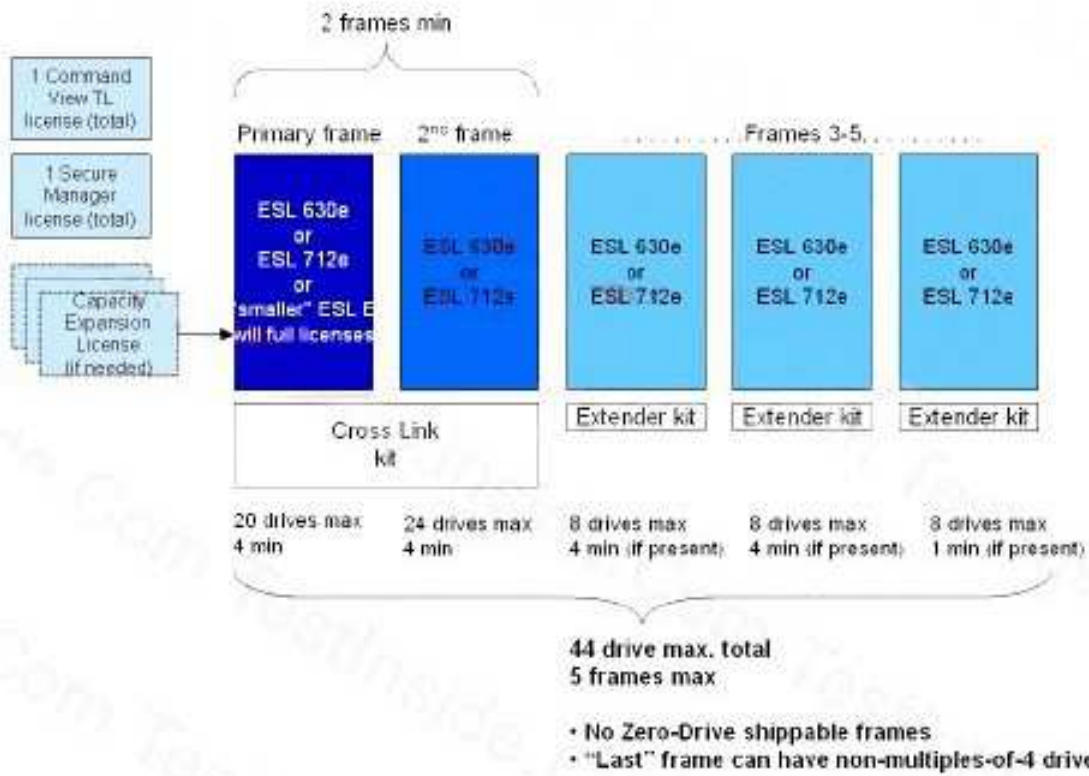 2 frames min
1 Command
View TL
license (total)
1 Secure
Manager
license (total)
Capacity
Expansion
License
(if needed)
Primary frame
2nd frame
Frames 3-5
ESL 630e
or
ESL 712e
or
"smaller" ESL E
will full licenses
ESL 630e
or
ESL 712e
ESL 630e
or
ESL 712e
ESL 630e
or
ESL 712e
ESL 630e
or
ESL 712e
Cross Link
kit
Extender kit
Extender kit
Extender kit
20 drives max
4 min
24 drives max
4 min
8 drives max
4 min (if present)
8 drives max
4 min (if present)
8 drives max
1 min (if present)
44 drive max. total
5 frames max
• No Zero-Drive shippable frames
• "Last" frame can have non-multiples-of-4 drive